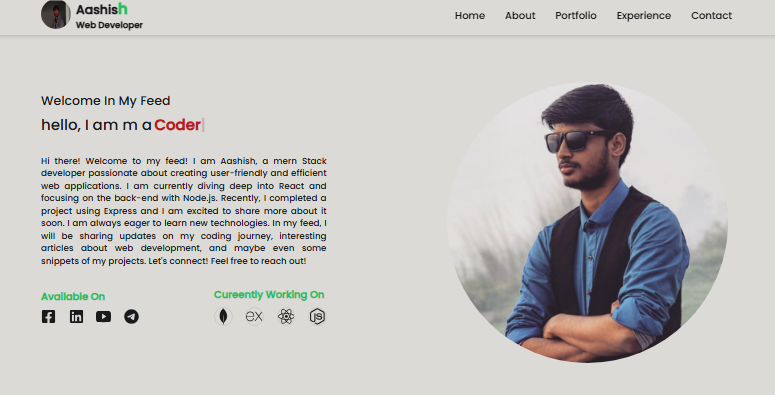 Aashish
Web Developer
Home About Portfolio Experience Contact
Welcome In My Feed
hello, I am m a Coder
Hi there! Welcome to my feed! I am Aashish, a mern Stack
developer passionate about creating user-friendly and efficient
web applications. I am currently diving deep into React and
focusing on the back-end with Node.js. Recently, I completed a
project using Express and I am excited to share more about it
soon. I am always eager to learn new technologies. In my feed, I
will be sharing updates on my coding journey, interesting
articles about web development, and maybe even some
snippets of my projects. Let's connect! Feel free to reach out!
Available On
Cureently Working On
in
ex
JS